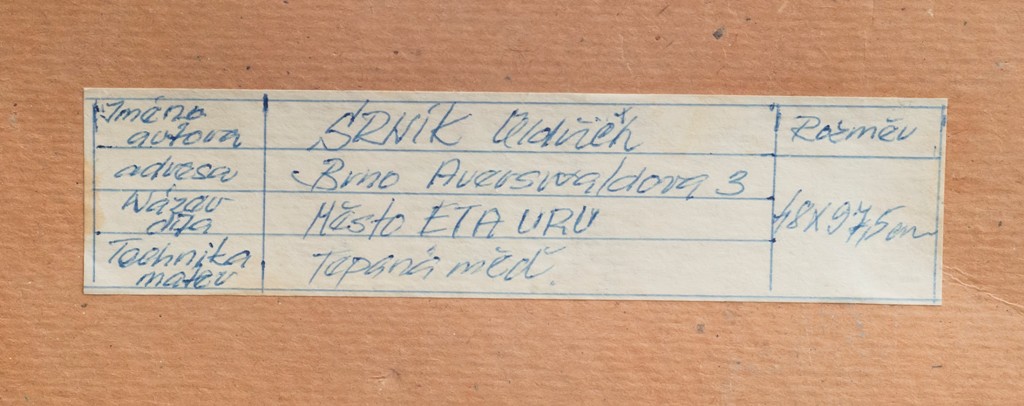 Jméno autora SRNÍK Oldřich Rozměr
adresa Brno Auerswaldova 3
Název díla Město ETA URU 48x97,5 cm
Technika mater Tepaná měď.